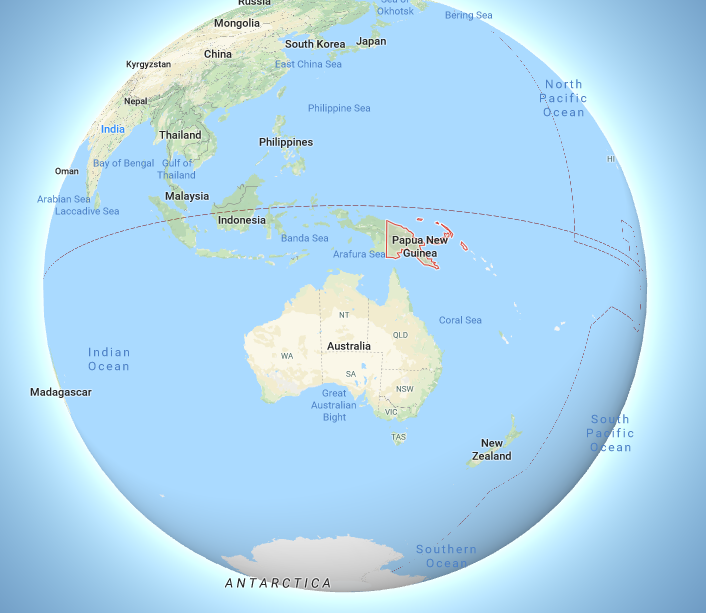 Russia
Sea of
Okhotsk
Bering Sea
Mongolia
South Korea
Japan
China
East China Sea
Kyrgyzstan
North
Pacific
Ocean
Nepal
Philippine Sea
India
Thailand
Philippines
HI
Bay of Bengal
Gulf of
Thailand
Oman
Malaysia
Arabian Sea
Laccadive Sea
Indonesia
Banda Sea
Papua New
Guinea
Arafura Sea
NT
Coral Sea
QLD
Australia
WA
Indian
Ocean
SA
NSW
Madagascar
Great
Australian
Bight
VIC
TAS
South
Pacific
Ocean
New
Zealand
Southern
Ocean
ANTARCTICA